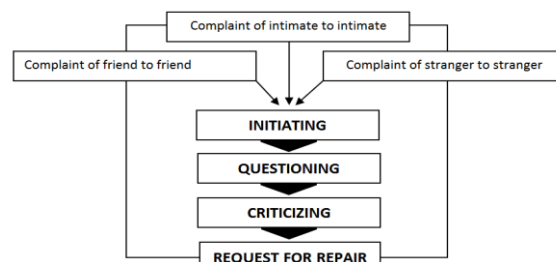 Complaint of intimate to intimate
Complaint of friend to friend
Complaint of stranger to stranger
INITIATING
QUESTIONING
CRITICIZING
REQUEST FOR REPAIR